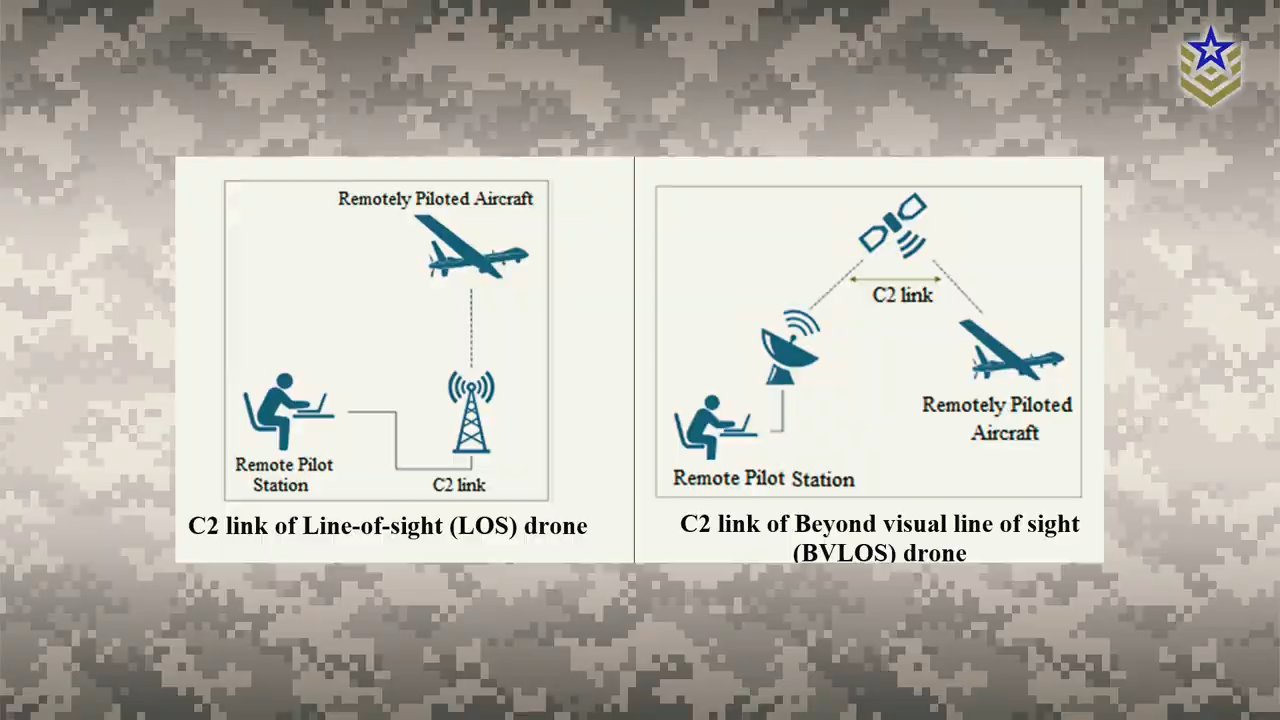 Remotely Piloted Aircraft
Remote Pilot
Station
C2 link
C2 link of Line-of-sight (LOS) drone
C2 link
Remotely Piloted
Aircraft
Remote Pilot Station
C2 link of Beyond visual line of sight
(BVLOS) drone